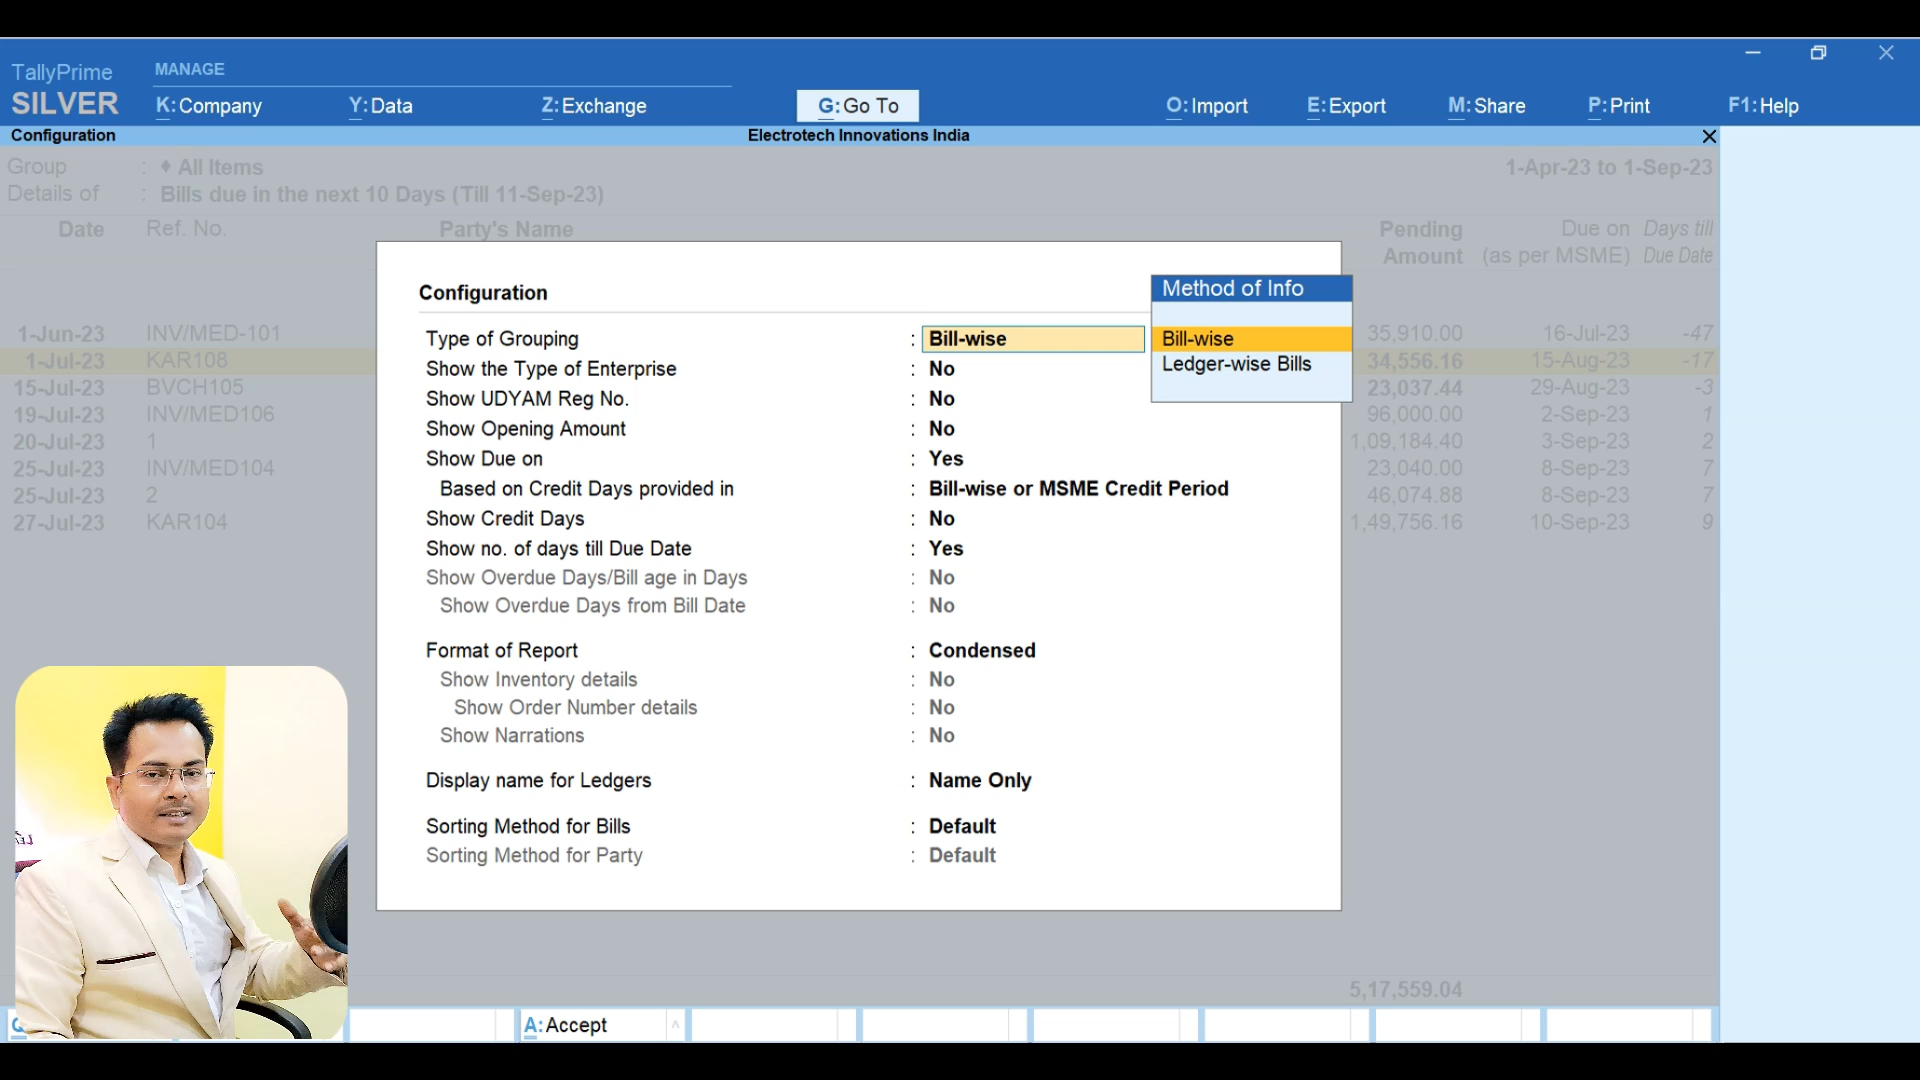 TallyPrime
MANAGE
SILVER
K:Company
Y:Data
Z:Exchange
G:Go To
O:Import
E:Export
M:Share
P:Print
F1:Help
Configuration
Electrotech Innovations India
Group : ♦ All Items
1-Apr-23 to 1-Sep-23
Details of : Bills due in the next 10 Days (Till 11-Sep-23)
Date Ref. No. Party's Name Pending Due on Days till
Amount (as per MSME) Due Date
1-Jun-23 INV/MED-101 35,910.00 16-Jul-23 -47
1-Jul-23 KAR108 34,556.16 15-Aug-23 -17
15-Jul-23 BVCH105 23,037.44 29-Aug-23 -3
19-Jul-23 INV/MED106 96,000.00 2-Sep-23 1
20-Jul-23 1 1,09,184.40 3-Sep-23 2
25-Jul-23 INV/MED104 23,040.00 8-Sep-23 7
25-Jul-23 2 46,074.88 8-Sep-23 7
27-Jul-23 KAR104 1,49,756.16 10-Sep-23 9
5,17,559.04
Configuration
Type of Grouping : Bill-wise
Show the Type of Enterprise : No
Show UDYAM Reg No. : No
Show Opening Amount : No
Show Due on : Yes
Based on Credit Days provided in : Bill-wise or MSME Credit Period
Show Credit Days : No
Show no. of days till Due Date : Yes
Show Overdue Days/Bill age in Days : No
Show Overdue Days from Bill Date : No
Format of Report : Condensed
Show Inventory details : No
Show Order Number details : No
Show Narrations : No
Display name for Ledgers : Name Only
Sorting Method for Bills : Default
Sorting Method for Party : Default
Method of Info
Bill-wise
Ledger-wise Bills
A:Accept